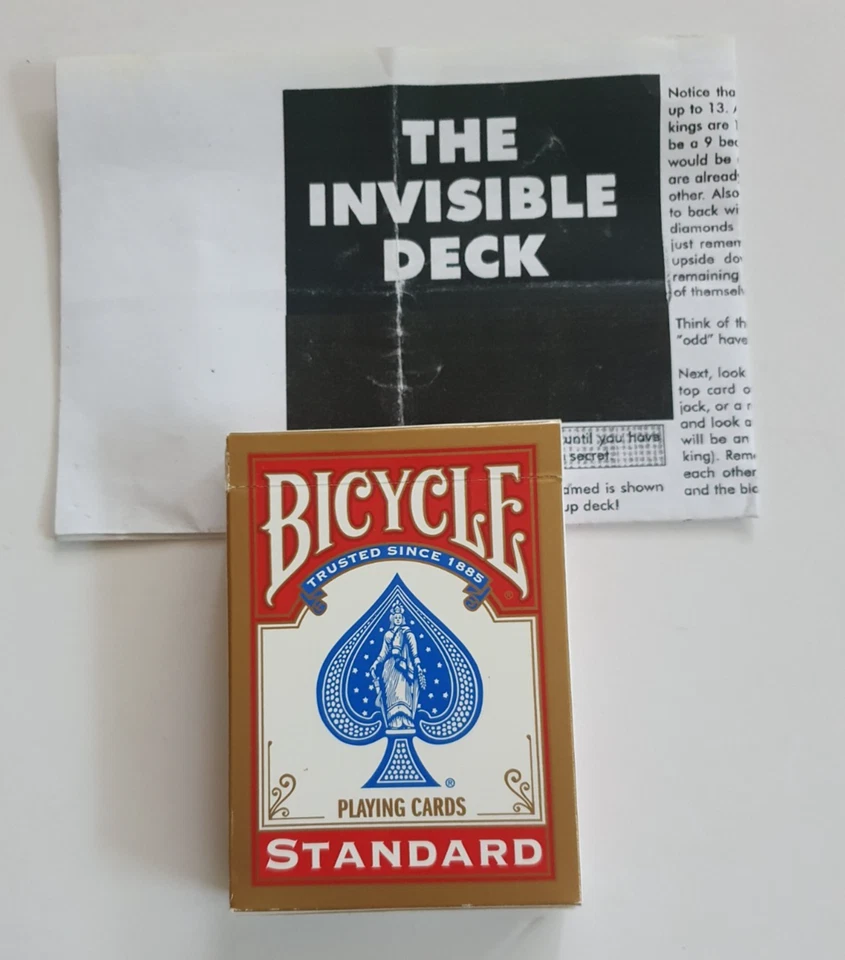 THE
INVISIBLE
DECK
Notice tha
up to 13.
kings are
be a 9 bec
would be
are already
other. Also
to back wi
diamonds
just remem
upside do
remaining
of themsel
Think of th
"odd" have
Next, look
top card o
jack, or a r
and look a
will be an
king). Rem
each other
and the bic
until you have
secret.
amed is shown
up deck!
BICYCLE
®
TRUSTED SINCE 1885
®
PLAYING CARDS
STANDARD